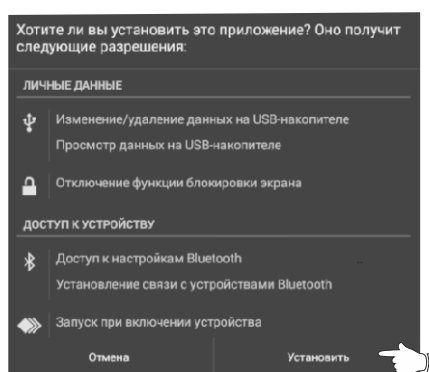 Хотите ли вы установить это приложение? Оно получит
следующие разрешения:
ЛИЧНЫЕ ДАННЫЕ
Изменение/удаление данных на USB-накопителе
Просмотр данных на USB-накопителе
Отключение функции блокировки экрана
ДОСТУП К УСТРОЙСТВУ
Доступ к настройкам Bluetooth
Установление связи с устройствами Bluetooth
Запуск при включении устройства
Отмена
Установить